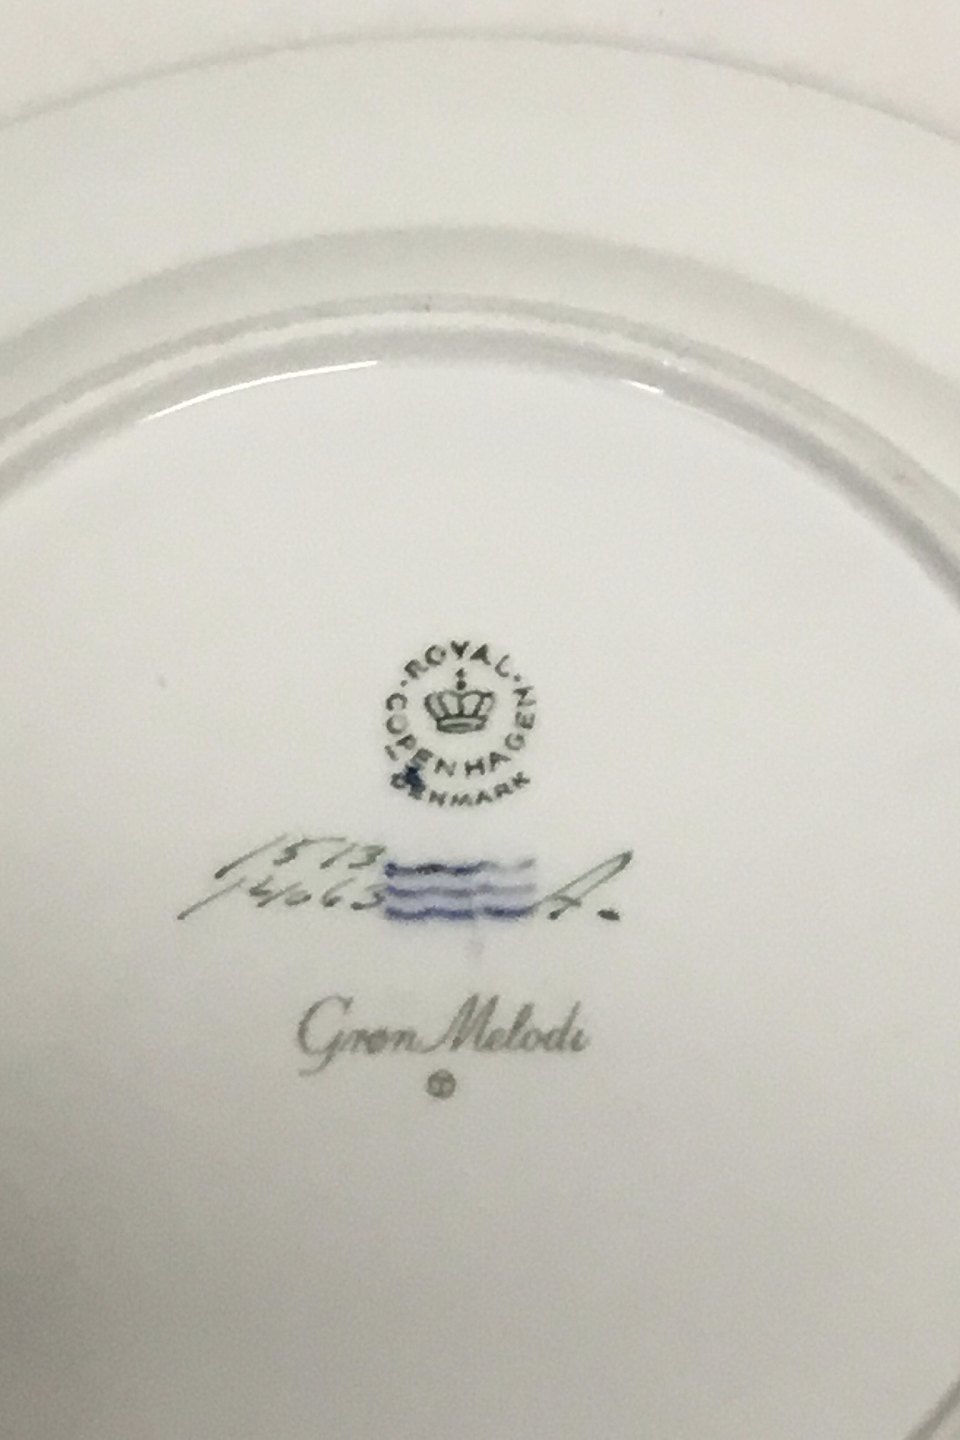 ROYAL
COPENHAGEN
DENMARK
1513
14063
A.
Grøn Melodi